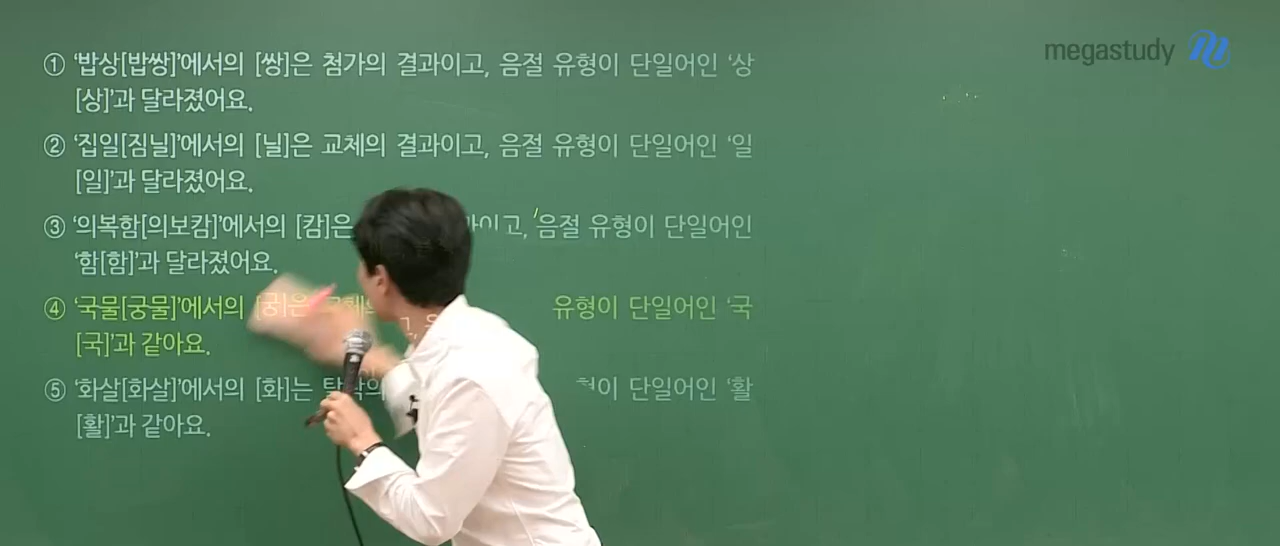 megastudy
① ‘밥상[밥쌍]’에서의 [쌍]은 첨가의 결과이고, 음절 유형이 단일어인 ‘상
[상]’과 달라졌어요.
② ‘집일[짐닐]’에서의 [닐]은 교체의 결과이고, 음절 유형이 단일어인 ‘일
[일]’과 달라졌어요.
③ ‘의복함[의보캄]’에서의 [캄]은 음절 유형이 단일어인
‘함[함]’과 달라졌어요.
④ ‘국물[궁물]’에서의 [궁]은 유형이 단일어인 ‘국
[국]’과 같아요.
⑤ ‘화살[화살]’에서의 [화]는 단일어인 ‘활
[활]’과 같아요.